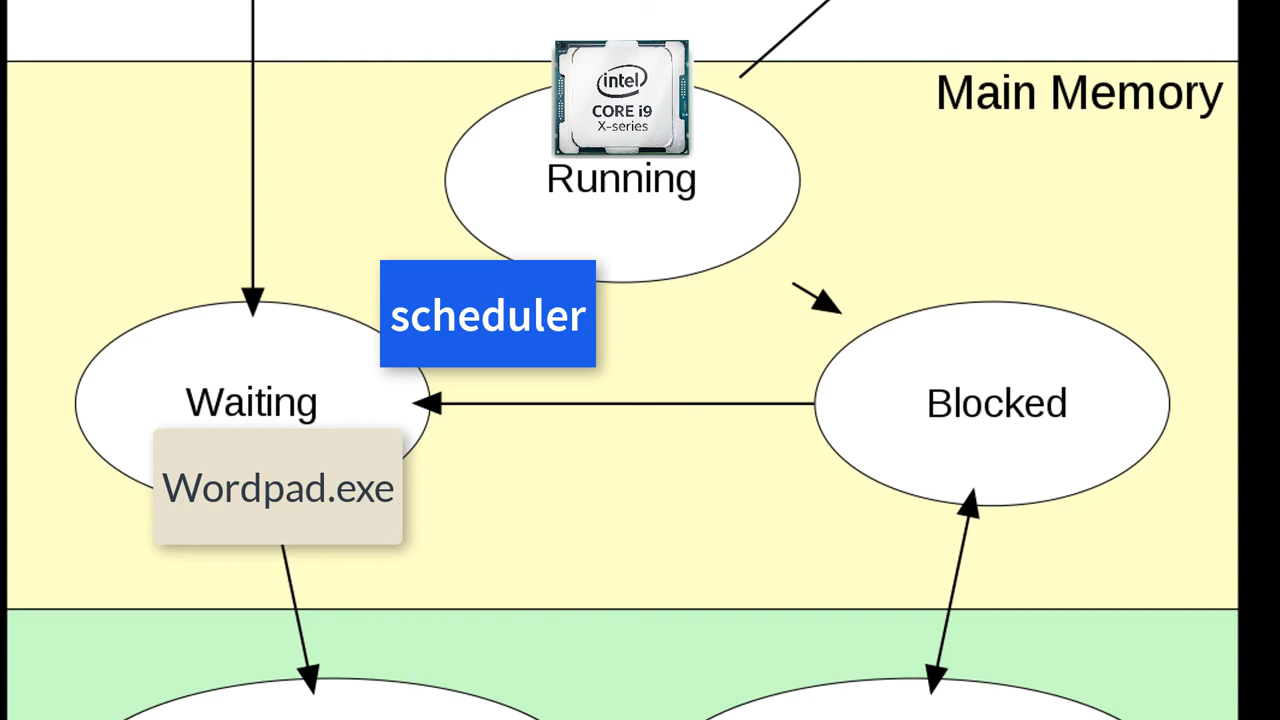 Main Memory
intel
CORE i9
X-series
Running
scheduler
Waiting
Blocked
Wordpad.exe